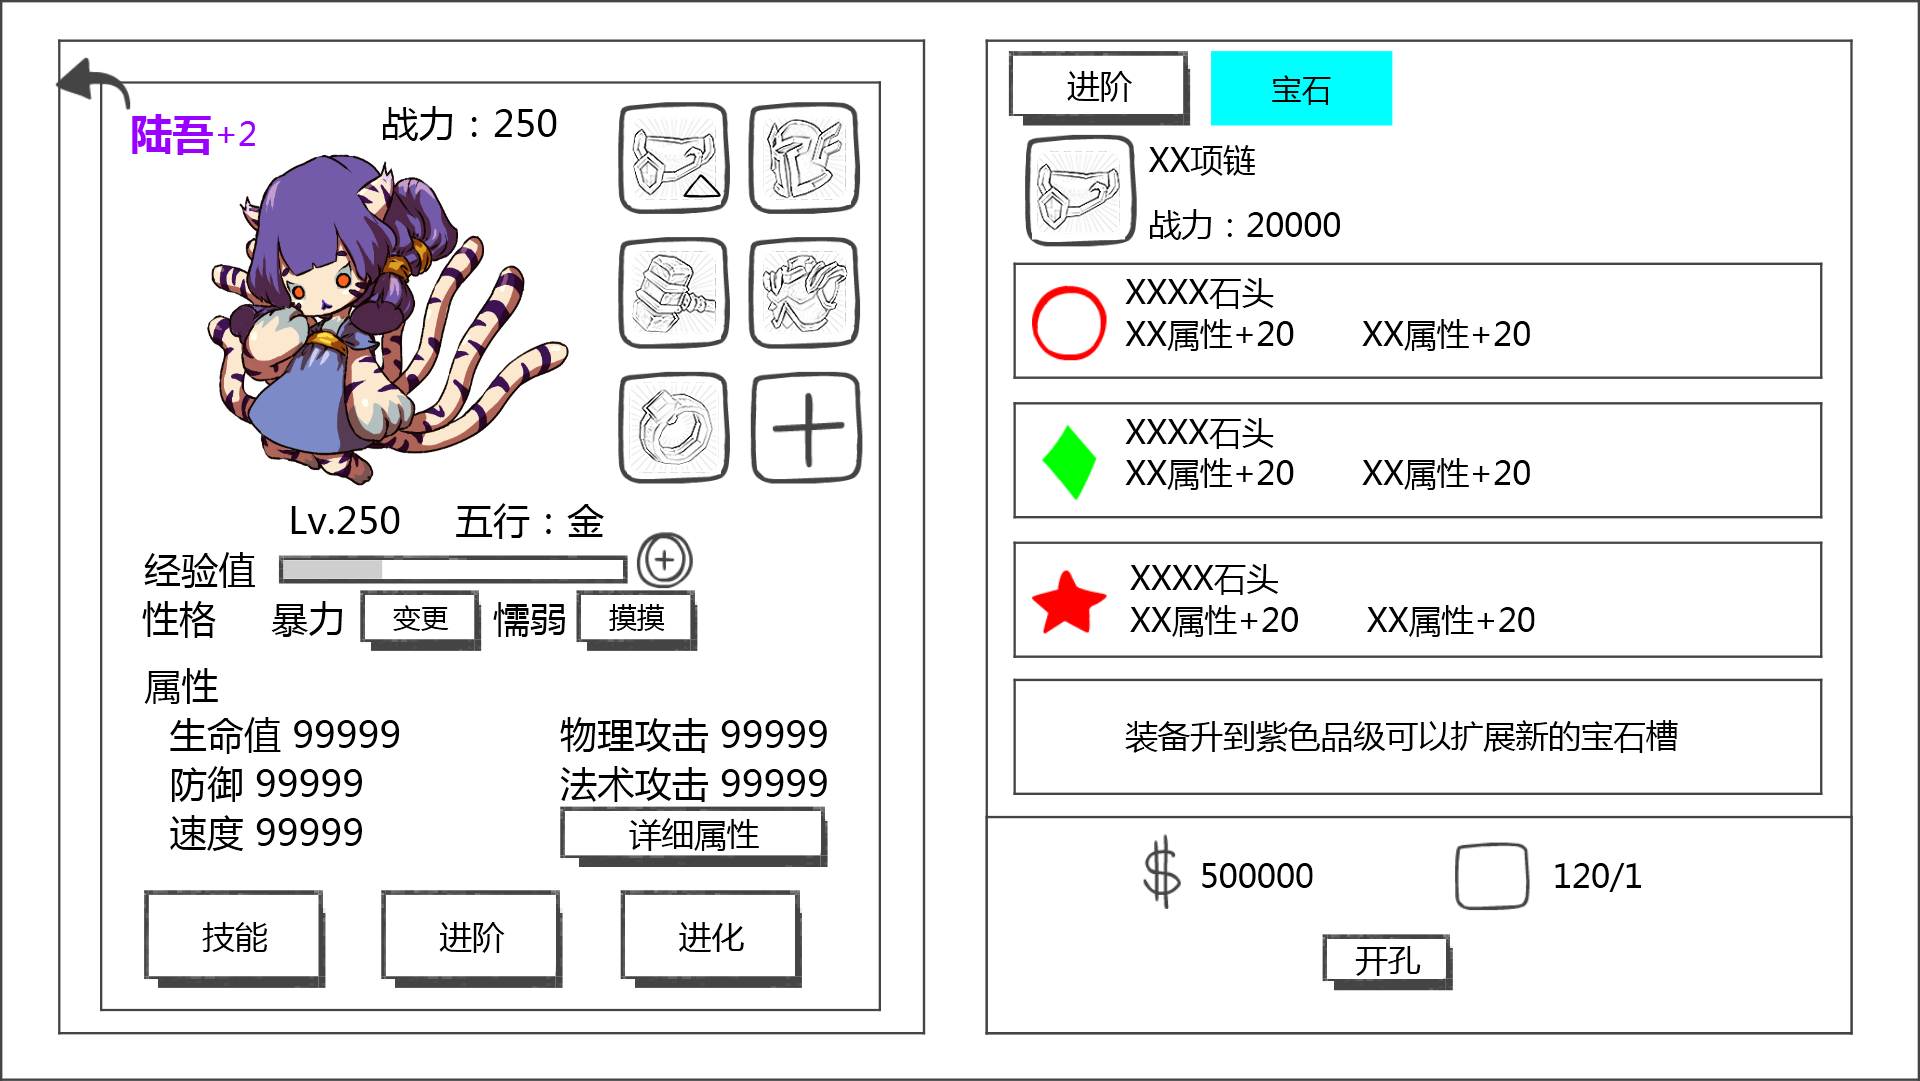 陆吾+2
战力：250
Lv.250 五行：金
经验值
性格 暴力 变更 懦弱 摸摸
属性
生命值 99999 物理攻击 99999
防御 99999 法术攻击 99999
速度 99999 详细属性
技能 进阶 进化
进阶 宝石
XX项链
战力：20000
XXXX石头
XX属性+20 XX属性+20
XXXX石头
XX属性+20 XX属性+20
XXXX石头
XX属性+20 XX属性+20
装备升到紫色品级可以扩展新的宝石槽
$ 500000 120/1
开孔